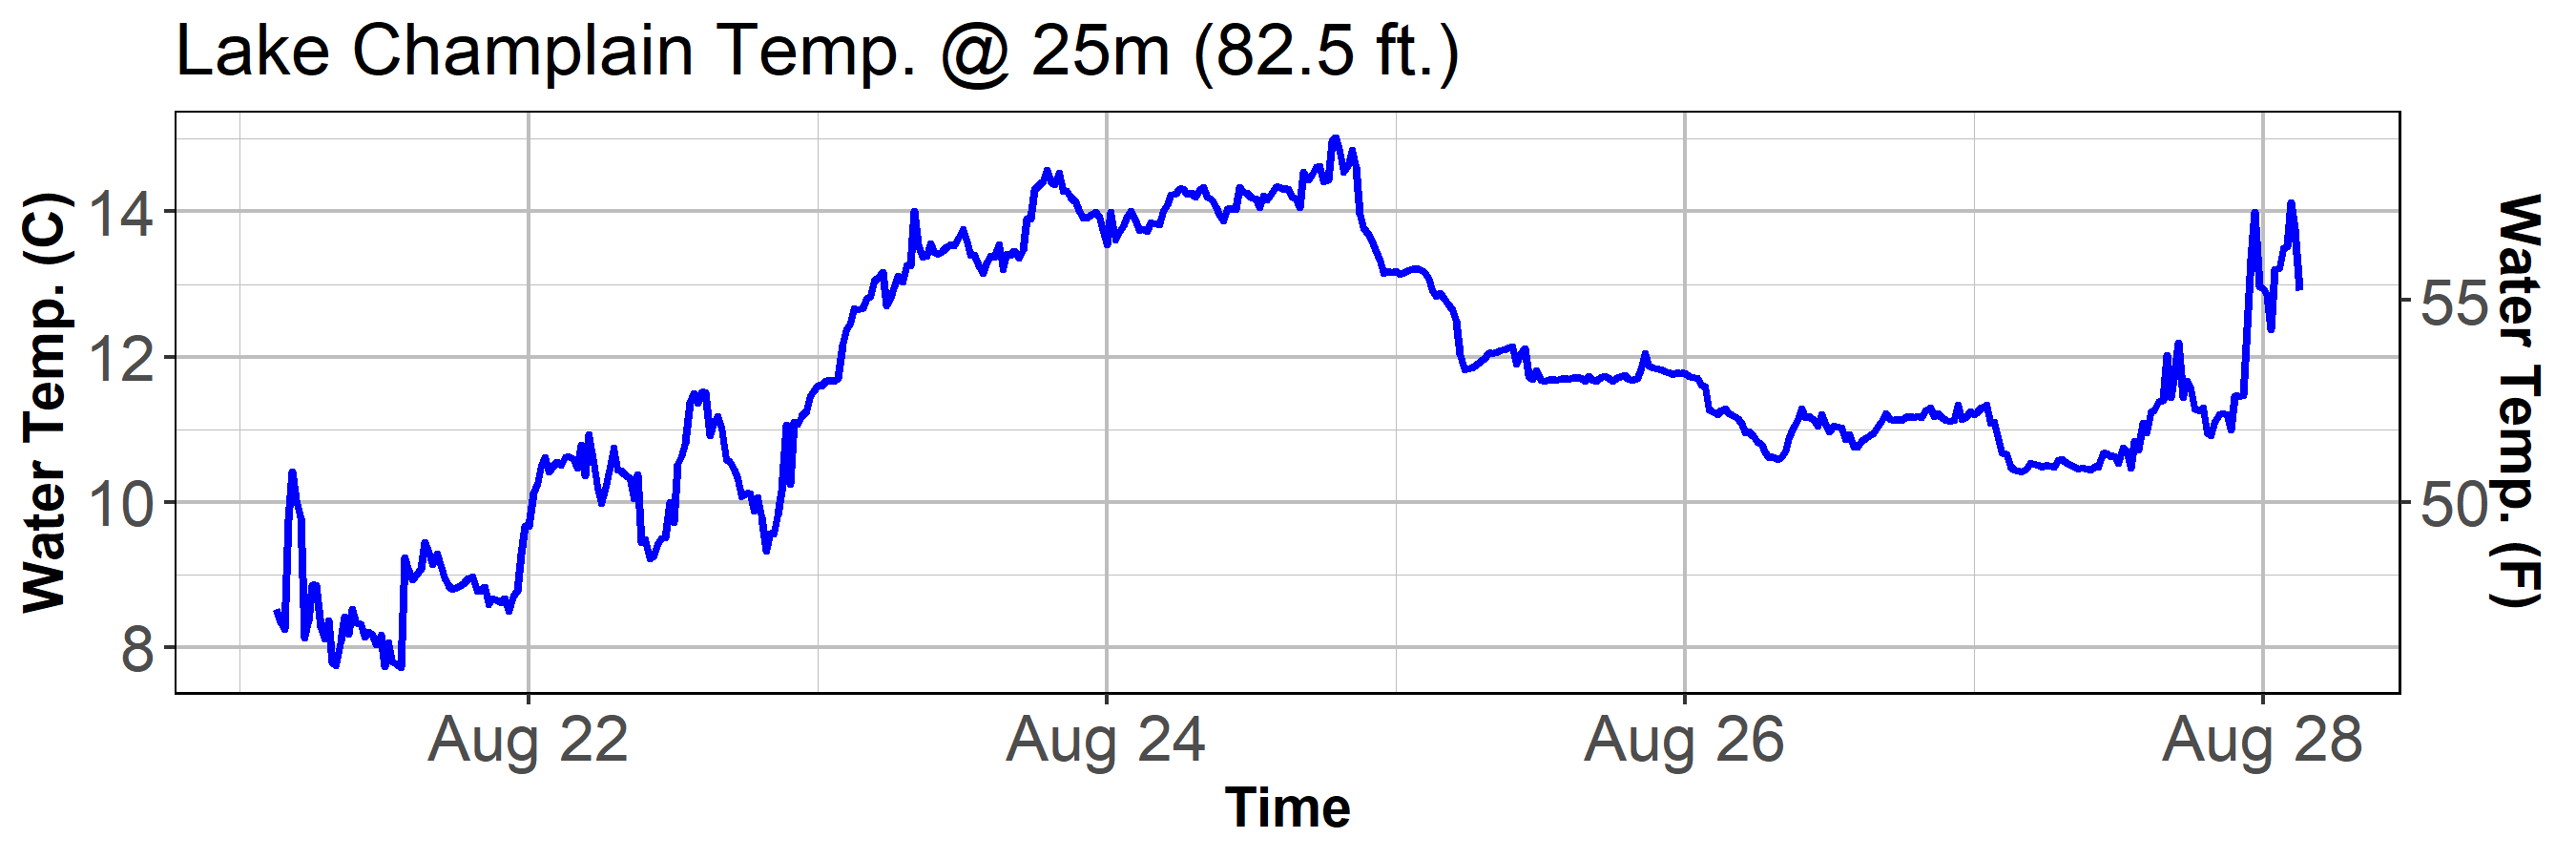 Lake Champlain Temp. @ 25m (82.5 ft.)
Water Temp. (C)
14
12
10
8
55
50
Water Temp. (F)
Aug 22
Aug 24
Aug 26
Aug 28
Time